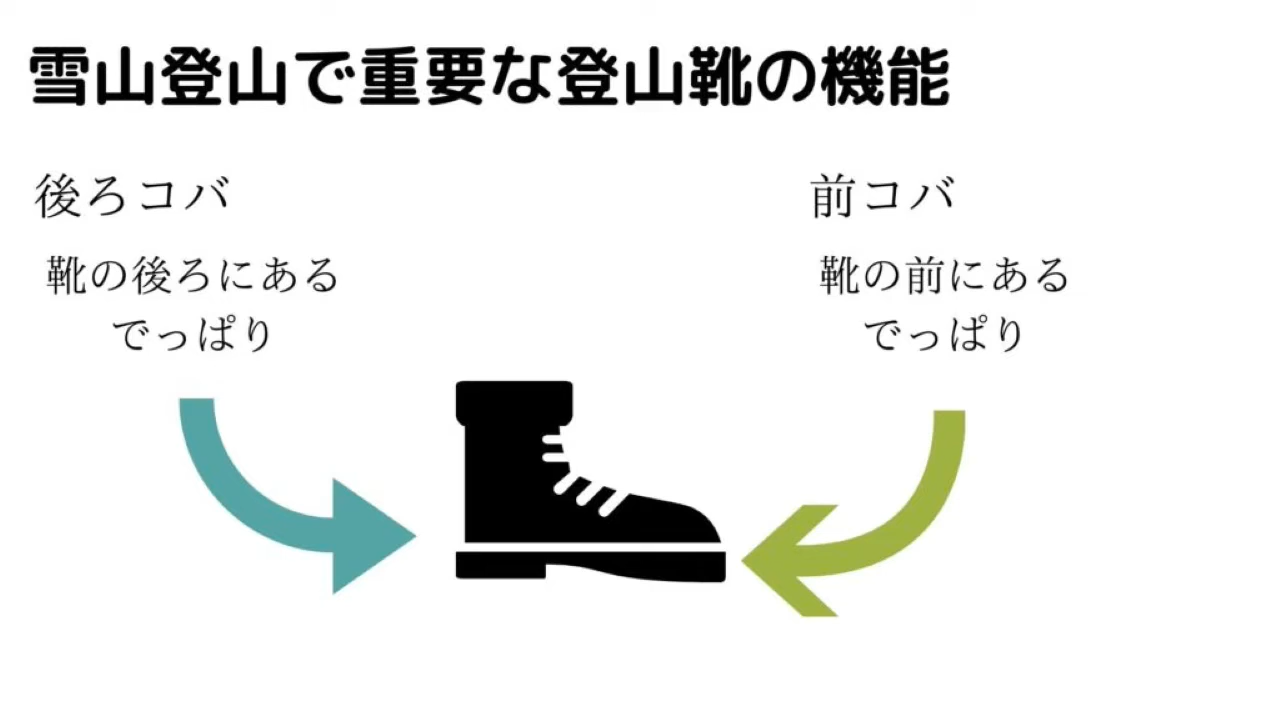 雪山登山で重要な登山靴の機能
後ろコバ
靴の後ろにある
でっぱり
前コバ
靴の前にある
でっぱり